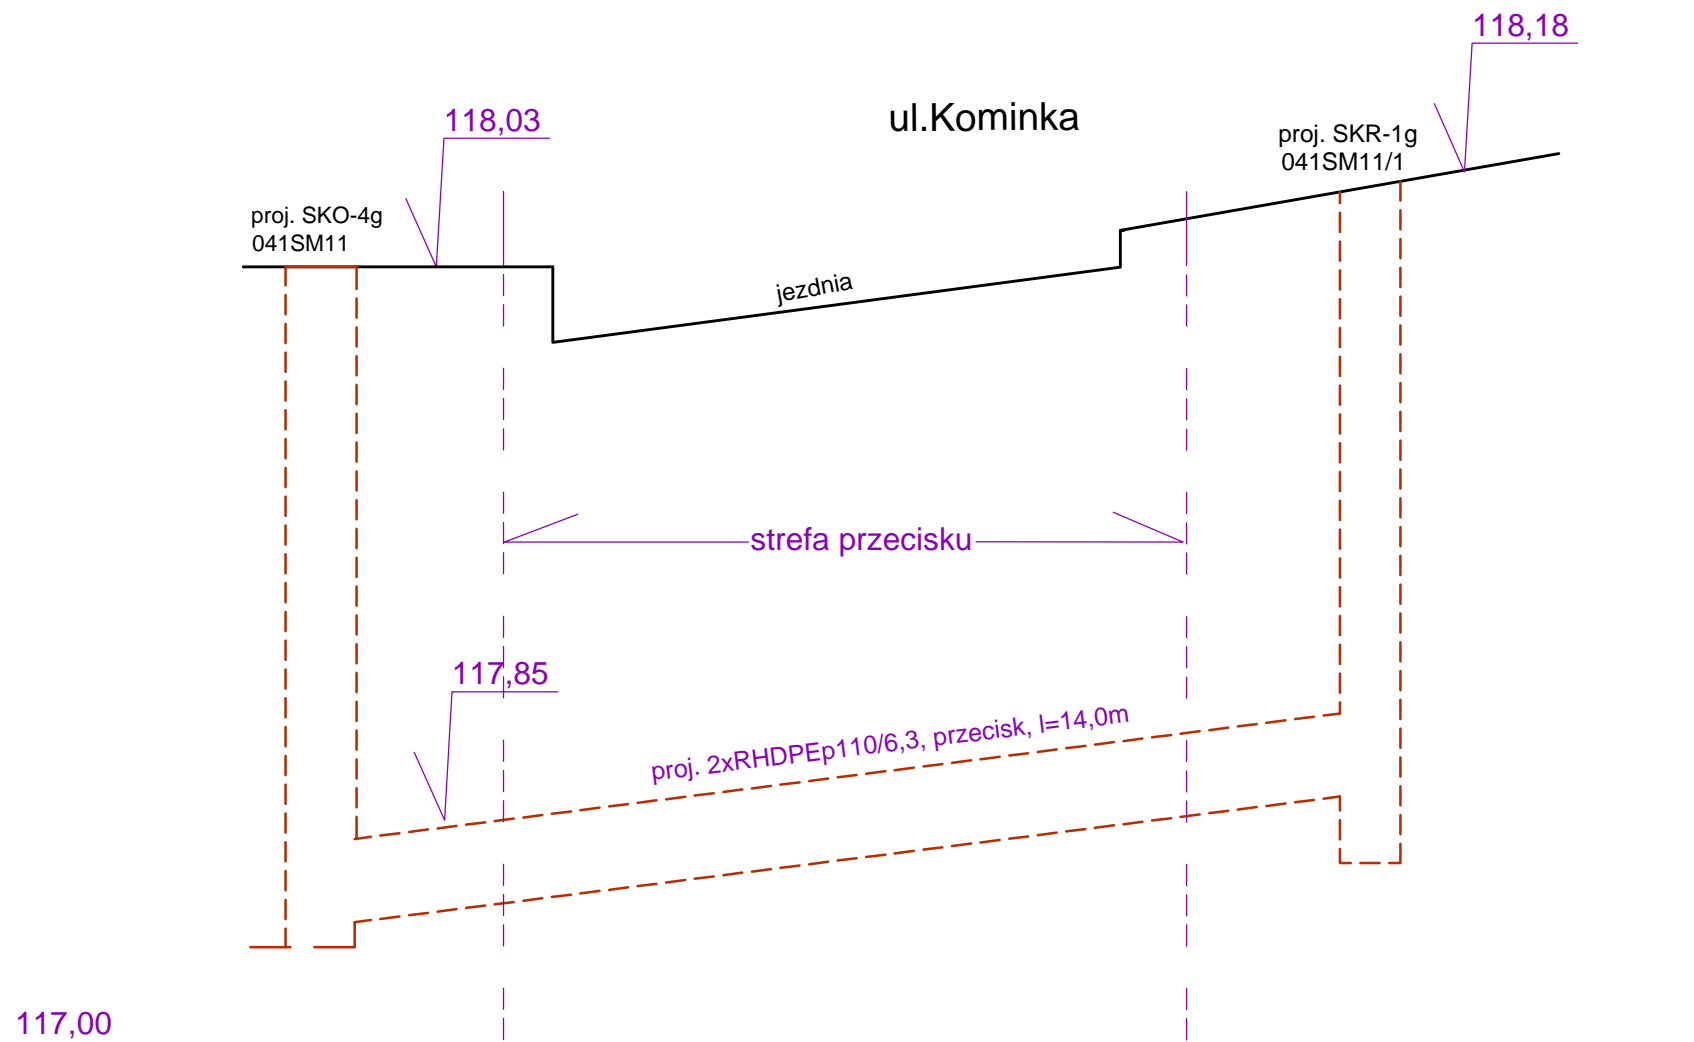 118,18
118,03
ul.Kominka
proj. SKR-1g
041SM11/1
proj. SKO-4g
041SM11
jezdnia
strefa przecisku
117,85
proj. 2xRHDPEp110/6,3, przecisk, l=14,0m
117,00